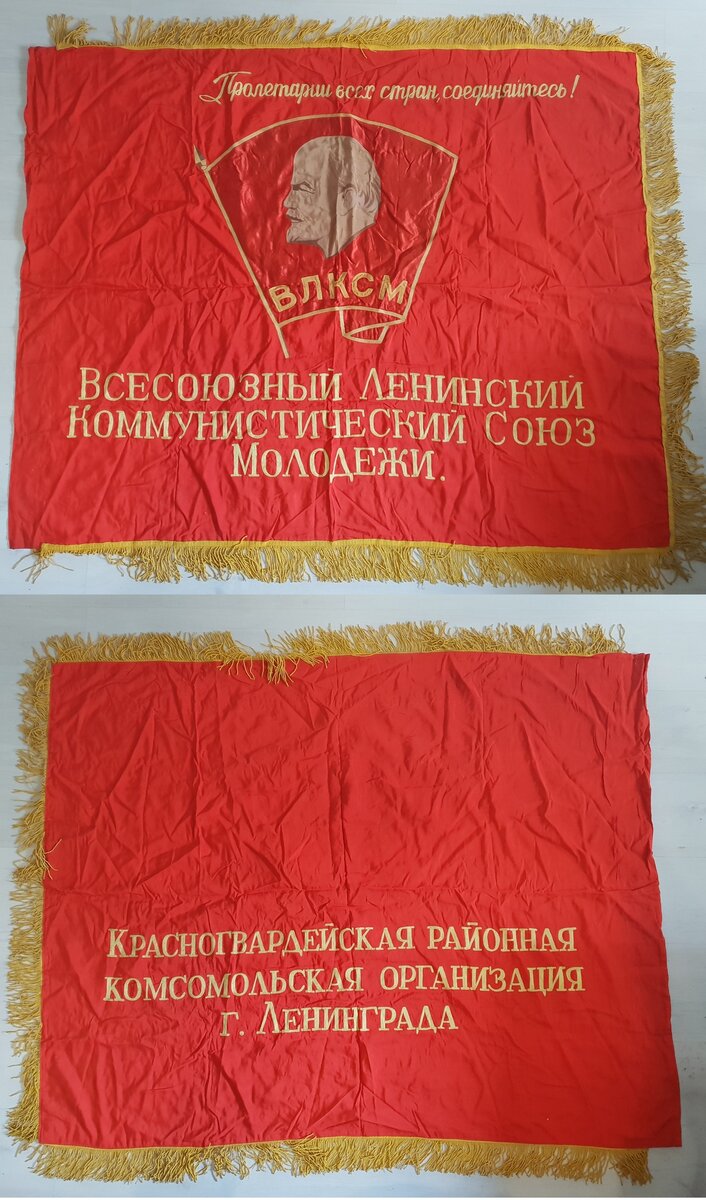 Пролетарии всех стран, соединяйтесь!
ВЛКСМ
Всесоюзный Ленинский
Коммунистический Союз
Молодежи.
Красногвардейская районная
комсомольская организация
г. Ленинграда